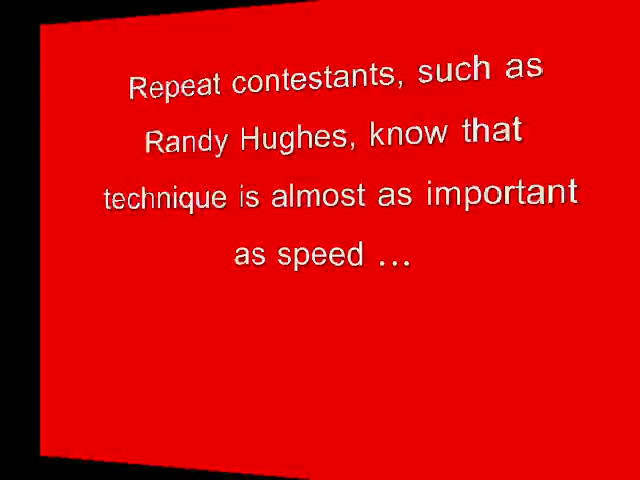 Repeat contestants, such as
Randy Hughes, know that
technique is almost as important
as speed …